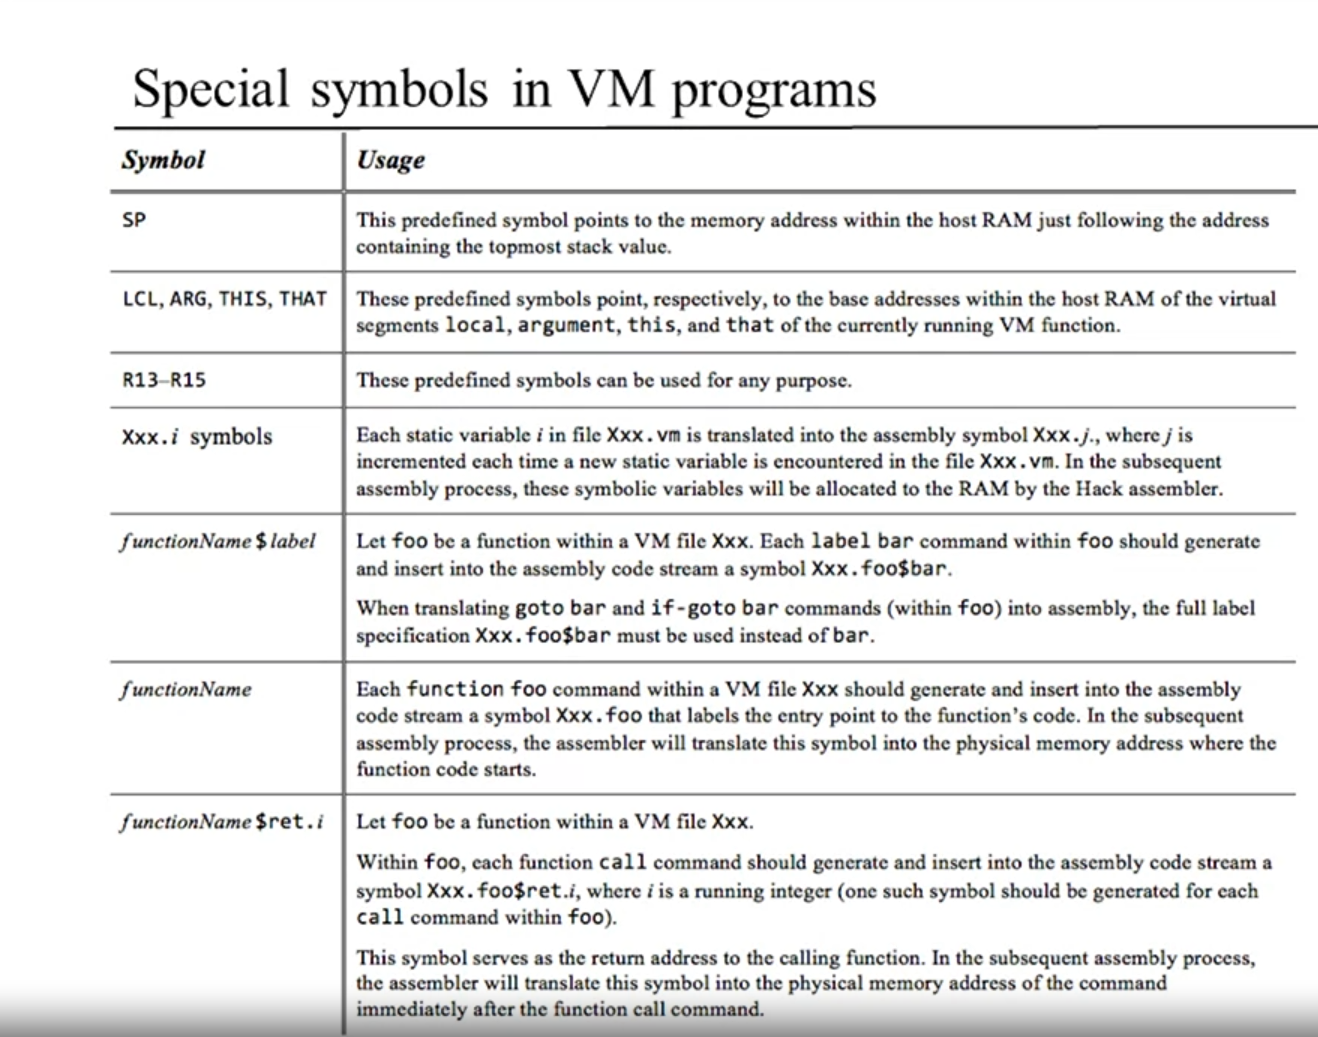 Special symbols in VM programs
Symbol Usage
SP This predefined symbol points to the memory address within the host RAM just following the address
containing the topmost stack value.
LCL, ARG, THIS, THAT These predefined symbols point, respectively, to the base addresses within the host RAM of the virtual
segments local, argument, this, and that of the currently running VM function.
R13–R15 These predefined symbols can be used for any purpose.
Xxx.i symbols Each static variable i in file Xxx.vm is translated into the assembly symbol Xxx.j., where j is
incremented each time a new static variable is encountered in the file Xxx.vm. In the subsequent
assembly process, these symbolic variables will be allocated to the RAM by the Hack assembler.
functionName$label Let foo be a function within a VM file Xxx. Each label bar command within foo should generate
and insert into the assembly code stream a symbol Xxx.foo$bar.
When translating goto bar and if-goto bar commands (within foo) into assembly, the full label
specification Xxx.foo$bar must be used instead of bar.
functionName Each function foo command within a VM file Xxx should generate and insert into the assembly
code stream a symbol Xxx.foo that labels the entry point to the function's code. In the subsequent
assembly process, the assembler will translate this symbol into the physical memory address where the
function code starts.
functionName$ret.i Let foo be a function within a VM file Xxx.
Within foo, each function call command should generate and insert into the assembly code stream a
symbol Xxx.foo$ret.i, where i is a running integer (one such symbol should be generated for each
call command within foo).
This symbol serves as the return address to the calling function. In the subsequent assembly process,
the assembler will translate this symbol into the physical memory address of the command
immediately after the function call command.